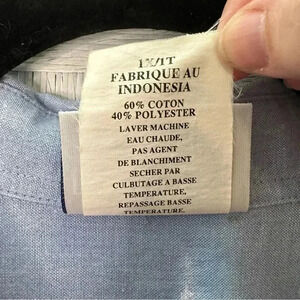 1X/1T
FABRIQUE AU
INDONESIA
60% COTON
40% POLYESTER
LAVER MACHINE
EAU CHAUDE,
PAS AGENT
DE BLANCHIMENT
SECHER PAR
CULBUTAGE A BASSE
TEMPERATURE,
REPASSAGE BASSE
TEMPERATURE.